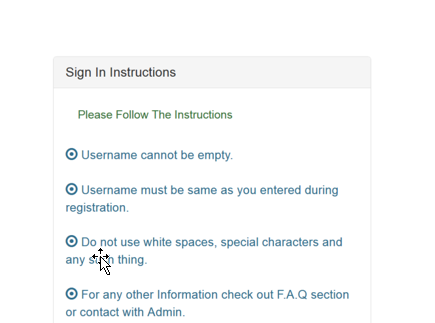 Sign In Instructions
Please Follow The Instructions
Username cannot be empty.
Username must be same as you entered during
registration.
Do not use white spaces, special characters and
any such thing.
For any other Information check out F.A.Q section
or contact with Admin.